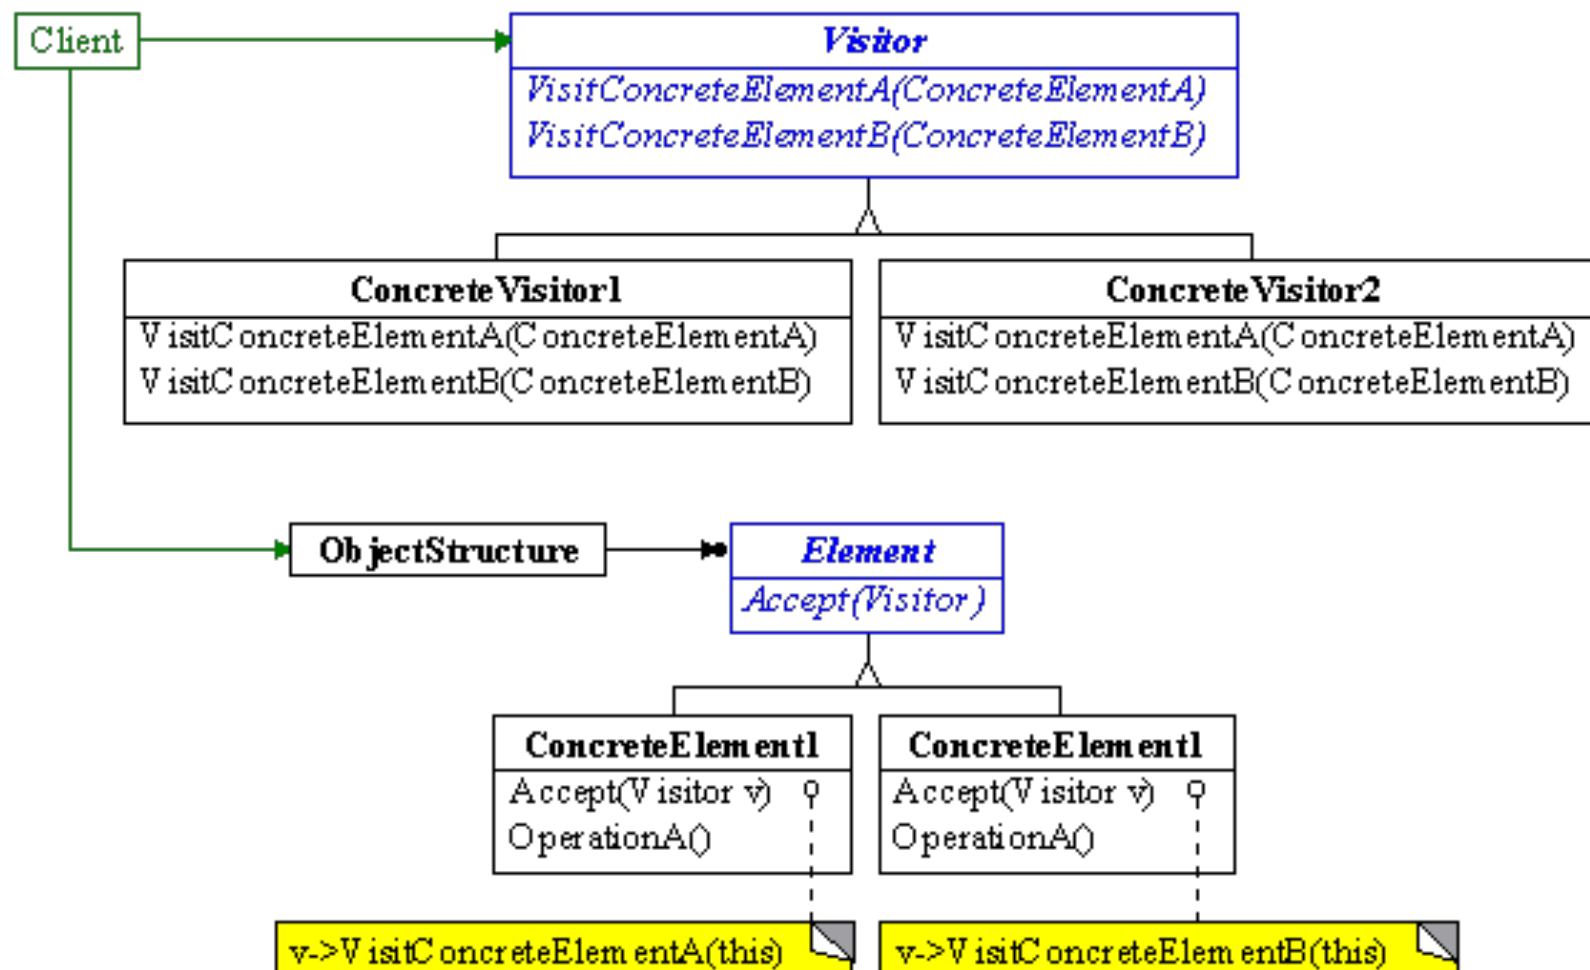 Client
Visitor
VisitConcreteElementA(ConcreteElementA)
VisitConcreteElementB(ConcreteElementB)
ConcreteVisitor1
VisitConcreteElementA(ConcreteElementA)
VisitConcreteElementB(ConcreteElementB)
ConcreteVisitor2
VisitConcreteElementA(ConcreteElementA)
VisitConcreteElementB(ConcreteElementB)
ObjectStructure
Element
Accept(Visitor)
ConcreteElement1
Accept(Visitor v)
OperationA()
ConcreteElement1
Accept(Visitor v)
OperationA()
v->VisitConcreteElementA(this)
v->VisitConcreteElementB(this)